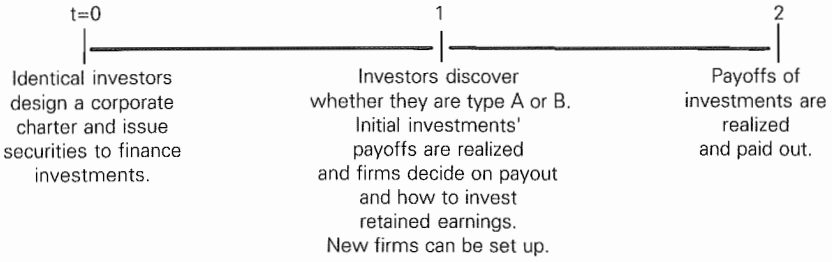 t=0
1
2
Identical investors
design a corporate
charter and issue
securities to finance
investments.
Investors discover
whether they are type A or B.
Initial investments'
payoffs are realized
and firms decide on payout
and how to invest
retained earnings.
New firms can be set up.
Payoffs of
investments are
realized
and paid out.